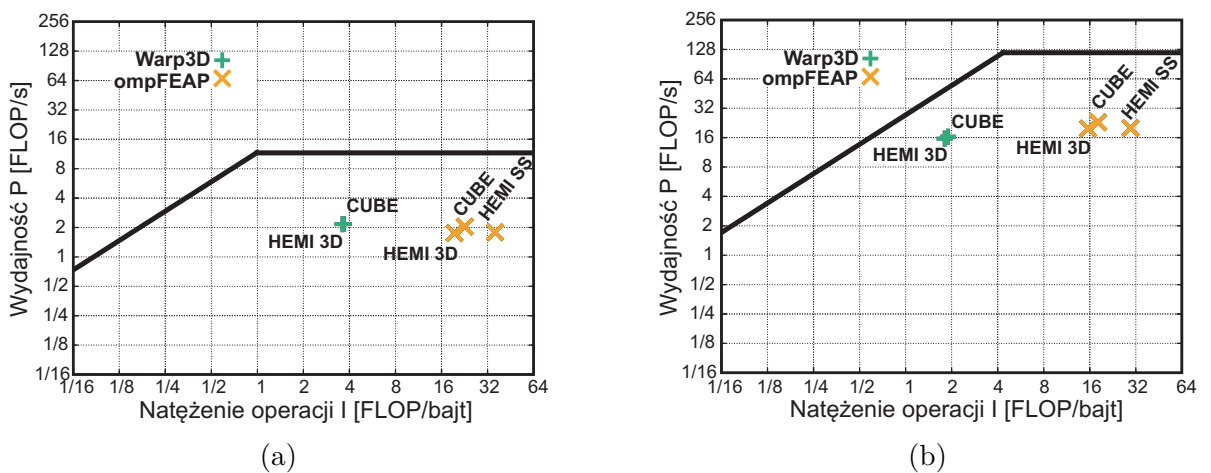 256
128
64
32
16
8
4
2
1
1/2
1/4
1/8
1/16
Wydajność P [FLOP/s]
Warp3D
ompFEAP
CUBE
HEMI 3D
CUBE
HEMI SS
HEMI 3D
1/16 1/8 1/4 1/2 1 2 4 8 16 32 64
Natężenie operacji I [FLOP/bajt]
(a)
256
128
64
32
16
8
4
2
1
1/2
1/4
1/8
1/16
Wydajność P [FLOP/s]
Warp3D
ompFEAP
CUBE
HEMI 3D
CUBE
HEMI SS
HEMI 3D
1/16 1/8 1/4 1/2 1 2 4 8 16 32 64
Natężenie operacji I [FLOP/bajt]
(b)